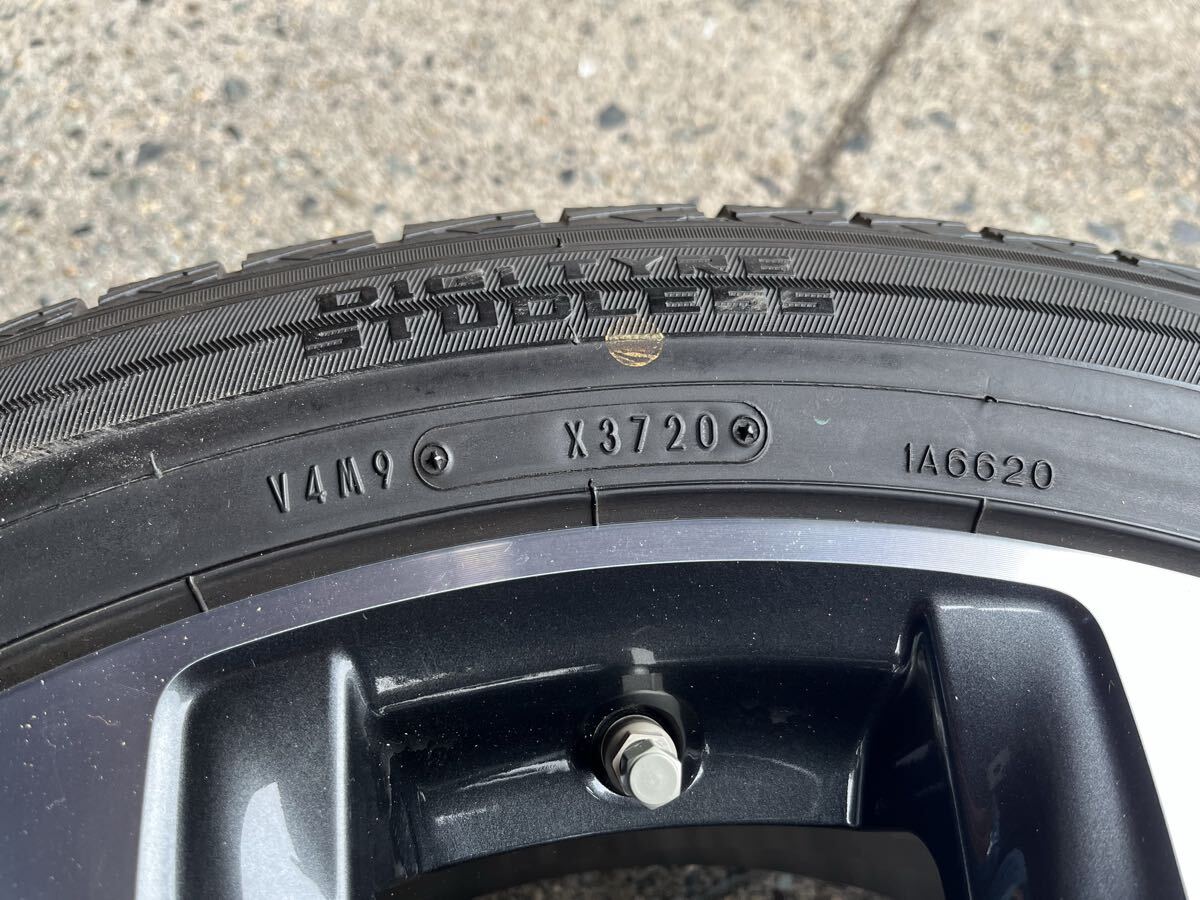 DIGI TYRE
STUDLESS
V4M9 X3720 1A6620